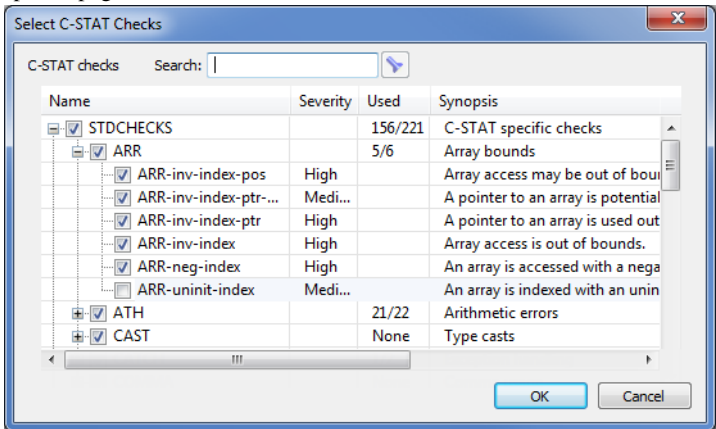 Select C-STAT Checks
C-STAT checks Search:
Name Severity Used Synopsis
STDCHECKS 156/221 C-STAT specific checks
ARR 5/6 Array bounds
ARR-inv-index-pos High Array access may be out of boun
ARR-inv-index-ptr-... Medi... A pointer to an array is potential
ARR-inv-index-ptr High A pointer to an array is used out
ARR-inv-index High Array access is out of bounds.
ARR-neg-index High An array is accessed with a nega
ARR-uninit-index Medi... An array is indexed with an unin
ATH 21/22 Arithmetic errors
CAST None Type casts
OK Cancel